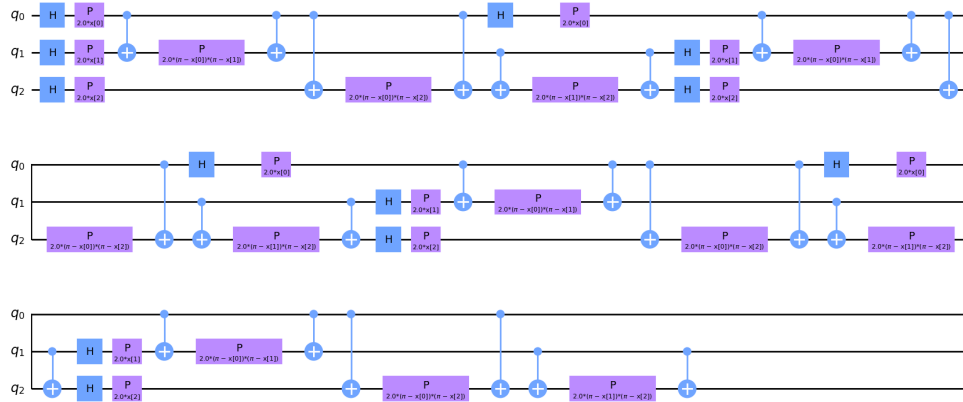 q₀ H P H P
2.0*x[0] 2.0*x[0]
q₁ H P P H P P
2.0*x[1] 2.0*(π − x[0])*(π − x[1]) 2.0*x[1] 2.0*(π − x[0])*(π − x[1])
q₂ H P P P H P
2.0*x[2] 2.0*(π − x[0])*(π − x[2]) 2.0*(π − x[1])*(π − x[2]) 2.0*x[2]
q₀ H P H P
2.0*x[0] 2.0*x[0]
q₁ H P P
2.0*x[1] 2.0*(π − x[0])*(π − x[1])
q₂ P P H P P P
2.0*(π − x[0])*(π − x[2]) 2.0*(π − x[1])*(π − x[2]) 2.0*x[2] 2.0*(π − x[0])*(π − x[2]) 2.0*(π − x[1])*(π − x[2])
q₀
q₁ H P P
2.0*x[1] 2.0*(π − x[0])*(π − x[1])
q₂ H P P P
2.0*x[2] 2.0*(π − x[0])*(π − x[2]) 2.0*(π − x[1])*(π − x[2])